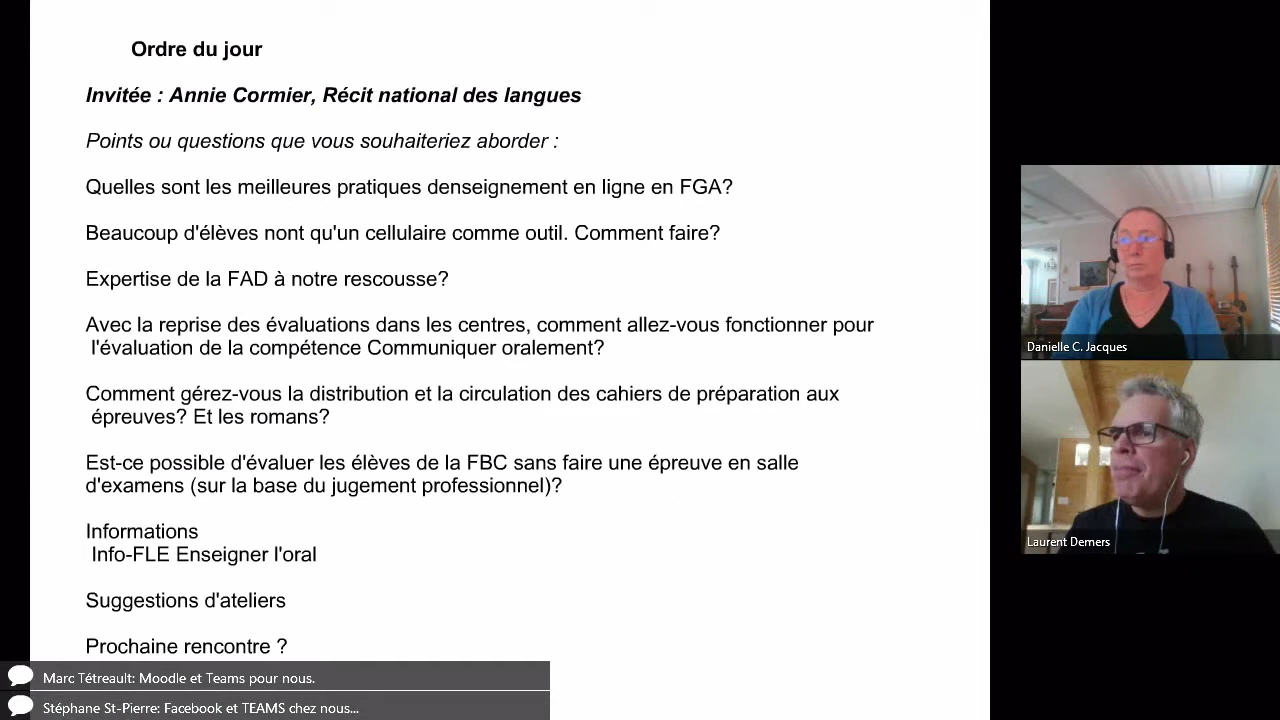 Ordre du jour
Invitée : Annie Cormier, Récit national des langues
Points ou questions que vous souhaiteriez aborder :
Quelles sont les meilleures pratiques denseignement en ligne en FGA?
Beaucoup d'élèves nont qu'un cellulaire comme outil. Comment faire?
Expertise de la FAD à notre rescousse?
Avec la reprise des évaluations dans les centres, comment allez-vous fonctionner pour
l'évaluation de la compétence Communiquer oralement?
Comment gérez-vous la distribution et la circulation des cahiers de préparation aux
épreuves? Et les romans?
Est-ce possible d'évaluer les élèves de la FBC sans faire une épreuve en salle
d'examens (sur la base du jugement professionnel)?
Informations
Info-FLE Enseigner l'oral
Suggestions d'ateliers
Prochaine rencontre ?
Marc Tétreault: Moodle et Teams pour nous.
Stéphane St-Pierre: Facebook et TEAMS chez nous...
Danielle C. Jacques
Laurent Demers